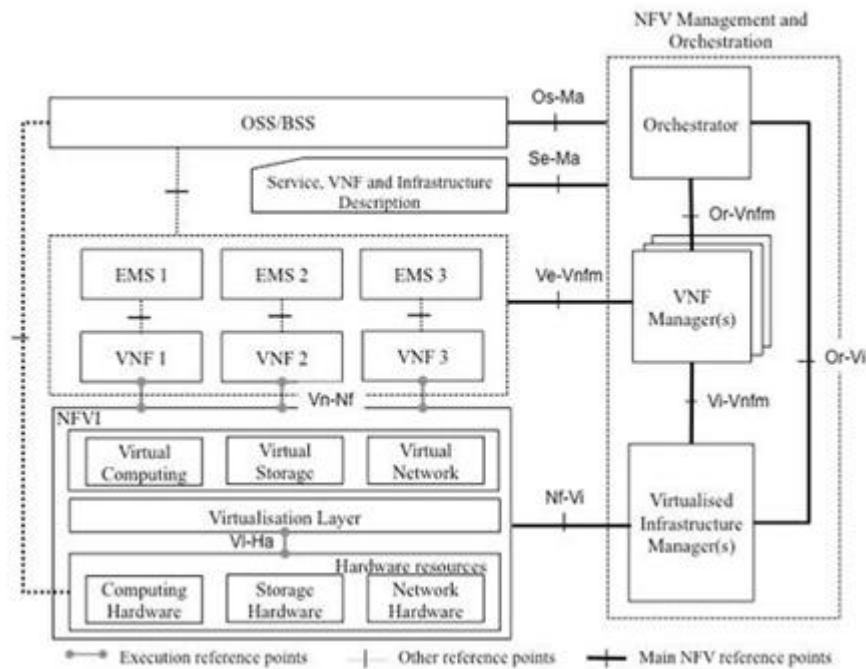 NFV Management and
Orchestration
Os-Ma
OSS/BSS
Orchestrator
Se-Ma
Service, VNF and Infrastructure
Description
Or-Vnfm
EMS 1
EMS 2
EMS 3
Ve-Vnfm
VNF
Manager(s)
VNF 1
VNF 2
VNF 3
Or-Vi
Vn-Nf
Vi-Vnfm
NFVI
Virtual
Computing
Virtual
Storage
Virtual
Network
Nf-Vi
Virtualisation Layer
Virtualised
Infrastructure
Manager(s)
Vi-Ha
Hardware resources
Computing
Hardware
Storage
Hardware
Network
Hardware
Execution reference points
Other reference points
Main NFV reference points